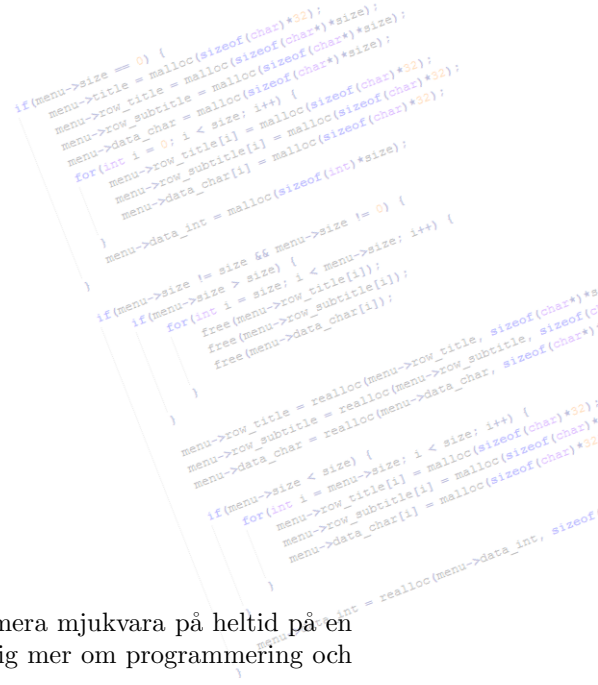 if(menu->size == 0) {
menu->title = malloc(sizeof(char)*32);
menu->row_title = malloc(sizeof(char*)*size);
menu->row_subtitle = malloc(sizeof(char*)*size);
menu->data_char = malloc(sizeof(char*)*size);
for(int i = 0; i < size; i++) {
menu->row_title[i] = malloc(sizeof(char)*32);
menu->row_subtitle[i] = malloc(sizeof(char)*32);
menu->data_char[i] = malloc(sizeof(char)*32);
}
menu->data_int = malloc(sizeof(int)*size);
}
if(menu->size != size && menu->size != 0) {
if(menu->size > size) {
for(int i = size; i < menu->size; i++) {
free(menu->row_title[i]);
free(menu->row_subtitle[i]);
free(menu->data_char[i]);
}
}
menu->row_title = realloc(menu->row_title, sizeof(char*)*s
menu->row_subtitle = realloc(menu->row_subtitle, sizeof(c
menu->data_char = realloc(menu->data_char, sizeof(char*)
if(menu->size < size) {
for(int i = menu->size; i < size; i++) {
menu->row_title[i] = malloc(sizeof(char)*32);
menu->row_subtitle[i] = malloc(sizeof(char)*
menu->data_char[i] = malloc(sizeof(char)*32
}
}
menu->data_int = realloc(menu->data_int, sizeof
}
mera mjukvara på heltid på en
ig mer om programmering och